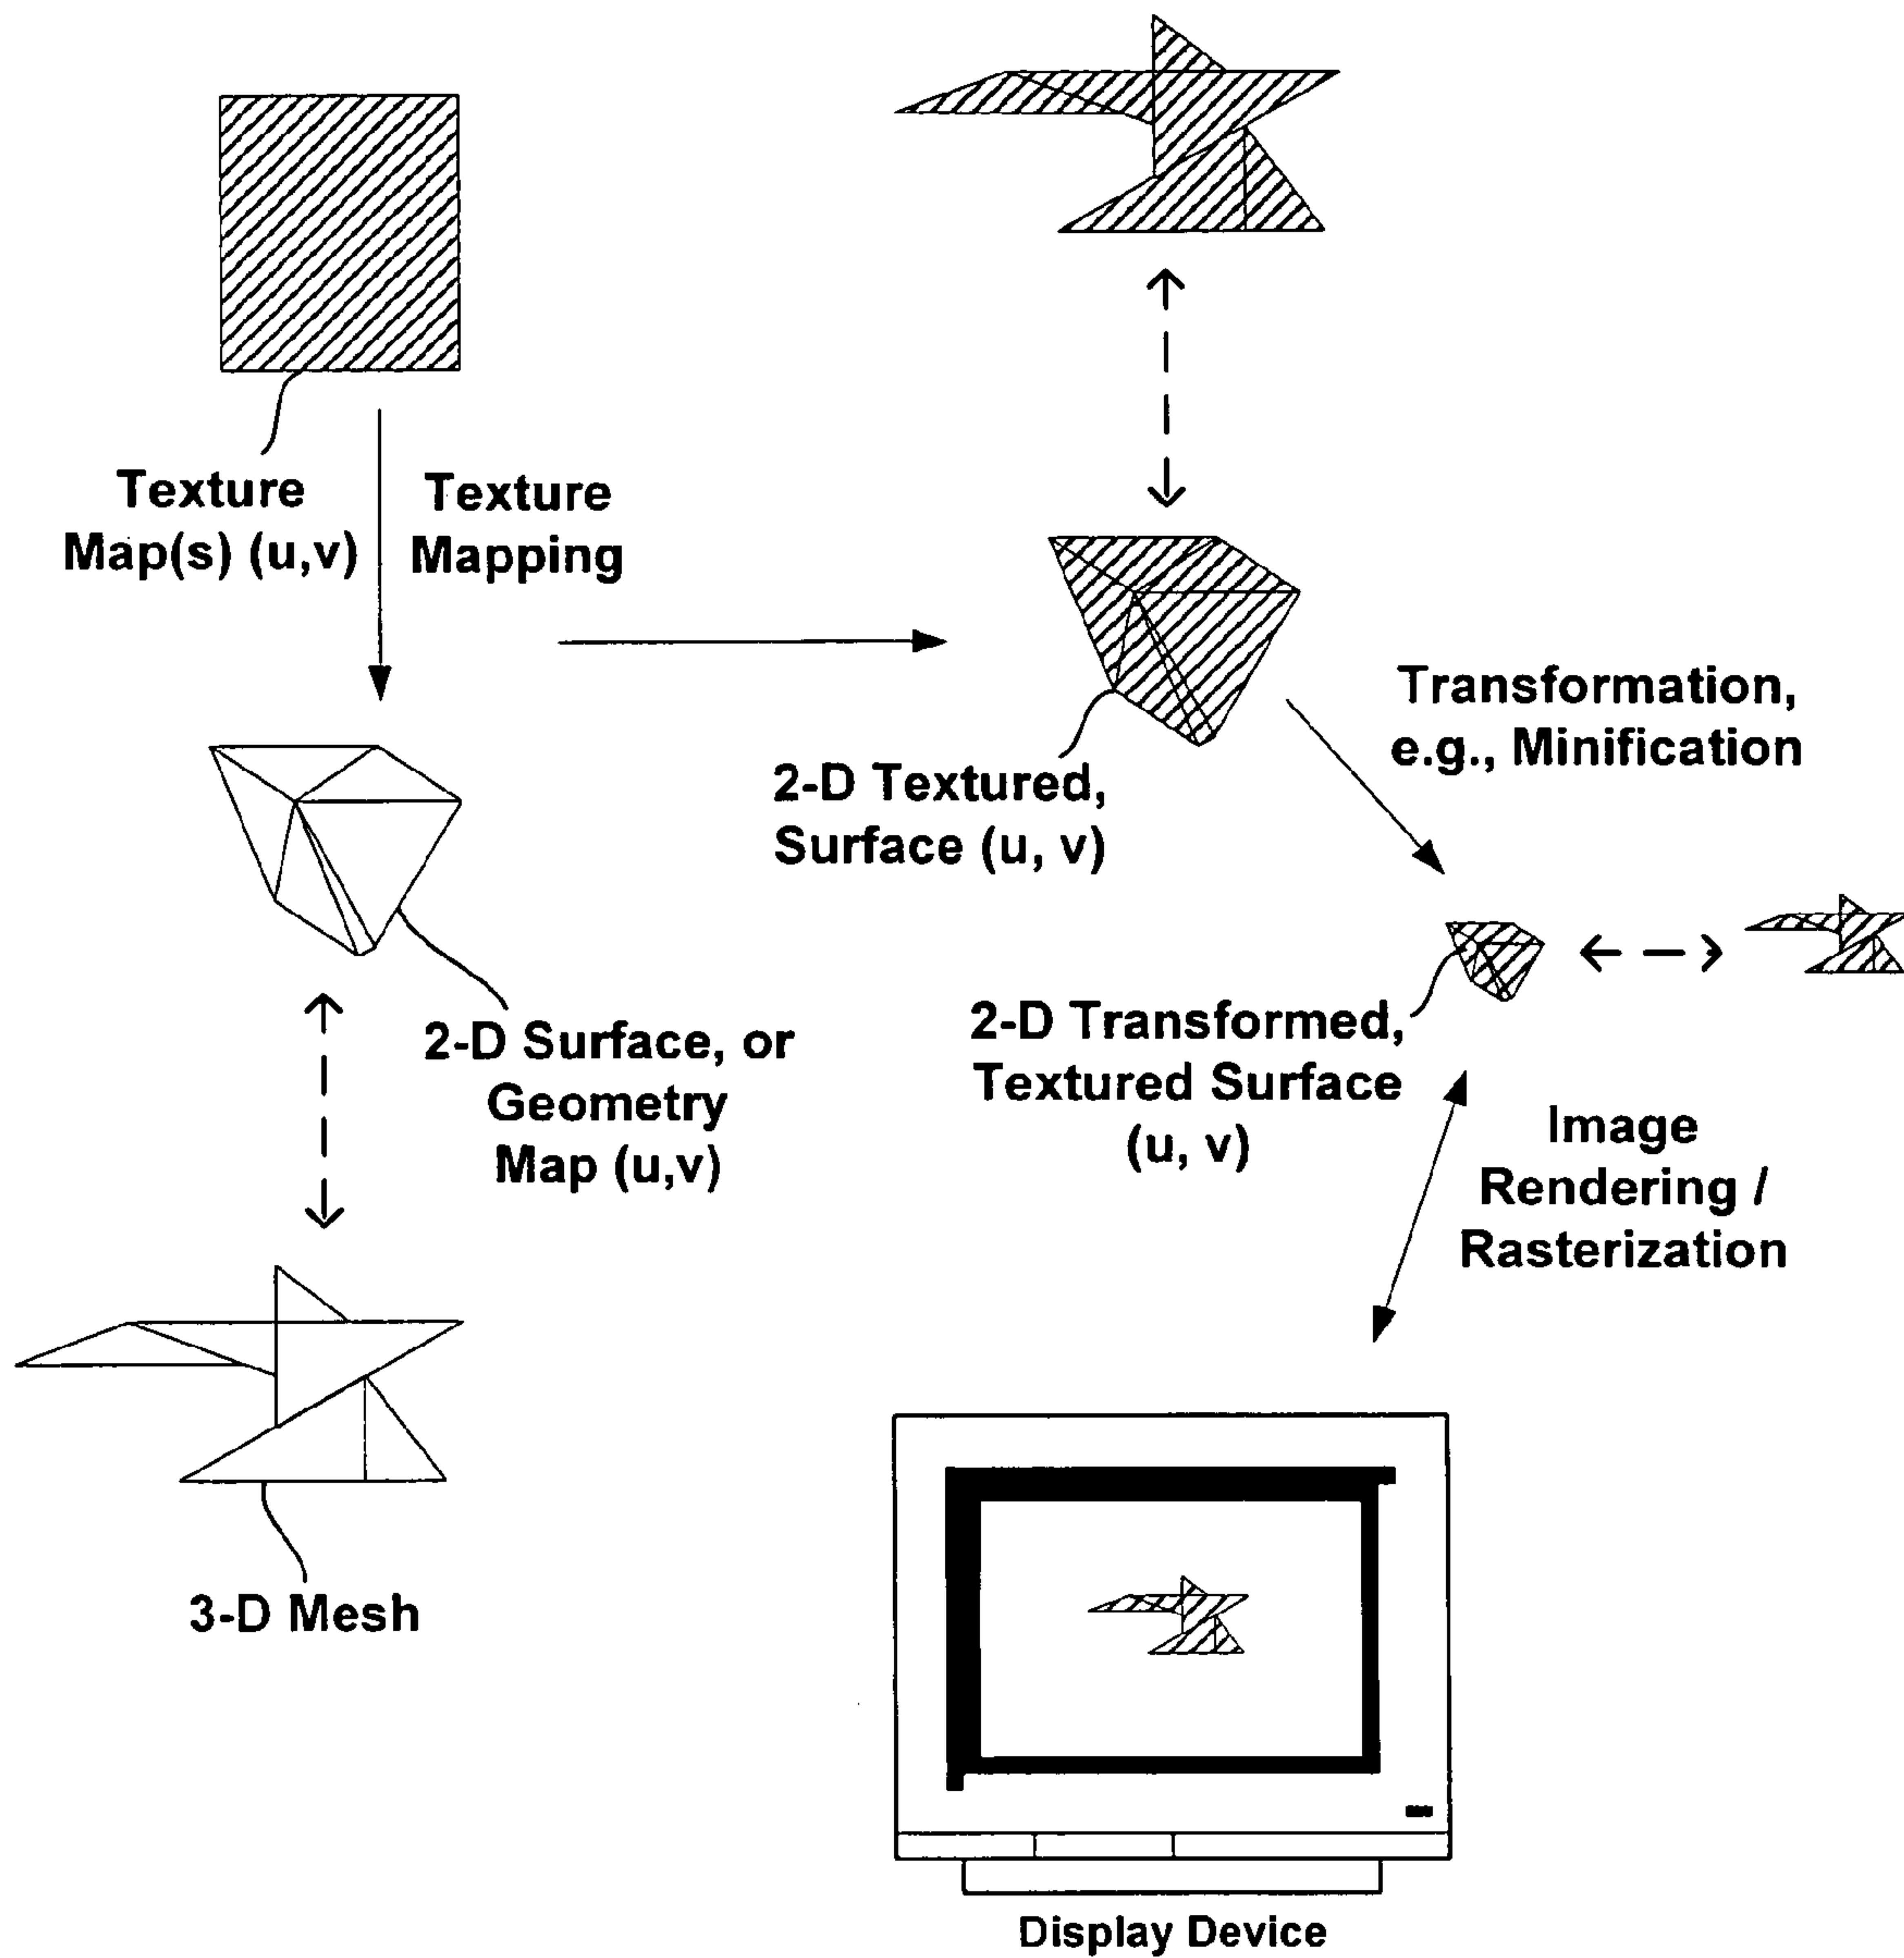 Texture
Map(s) (u,v)
Texture
Mapping
2-D Surface, or
Geometry
Map (u,v)
3-D Mesh
2-D Textured,
Surface (u, v)
Transformation,
e.g., Minification
2-D Transformed,
Textured Surface
(u, v)
Image
Rendering /
Rasterization
Display Device